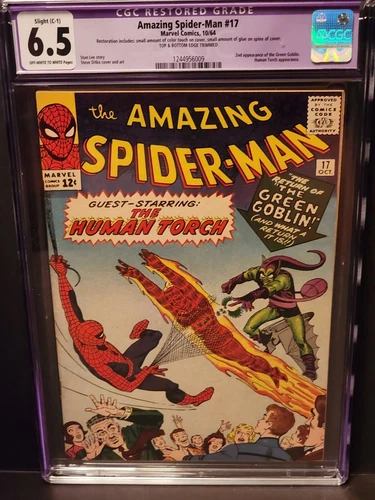 CGC RESTORED GRADE
Slight (C-1)
6.5
OFF-WHITE TO WHITE Pages
Amazing Spider-Man #17
Marvel Comics, 10/64
Restoration includes: small amount of color touch on cover, small amount of glue on spine of cover.
TOP & BOTTOM EDGE TRIMMED
Stan Lee story
Steve Ditko cover and art
1244956009
2nd appearance of the Green Goblin.
Human Torch appearance.
CGC
the AMAZING
SPIDER-MAN
MARVEL
COMICS
GROUP
12¢
APPROVED
BY THE
COMICS
CODE
AUTHORITY
17
OCT.
GUEST-STARRING:
THE
HUMAN TORCH
"THE
RETURN OF
THE
GREEN
GOBLIN!"
(AND WHAT A
RETURN
IT IS!!)